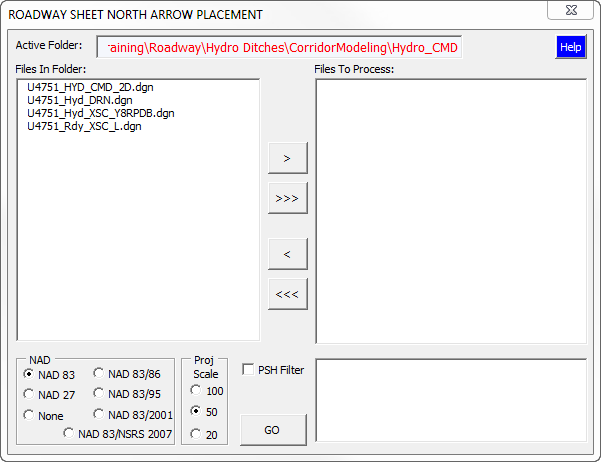 ROADWAY SHEET NORTH ARROW PLACEMENT
Active Folder: raining\Roadway\Hydro Ditches\CorridorModeling\Hydro_CMD Help
Files In Folder: Files To Process:
U4751_HYD_CMD_2D.dgn
U4751_Hyd_DRN.dgn
U4751_Hyd_XSC_Y8RPDB.dgn
U4751_Rdy_XSC_L.dgn
>
>>>
<
<<<
NAD
NAD 83 NAD 83/86
NAD 27 NAD 83/95
None NAD 83/2001
NAD 83/NSRS 2007
Proj
Scale
100
50
20
PSH Filter
GO